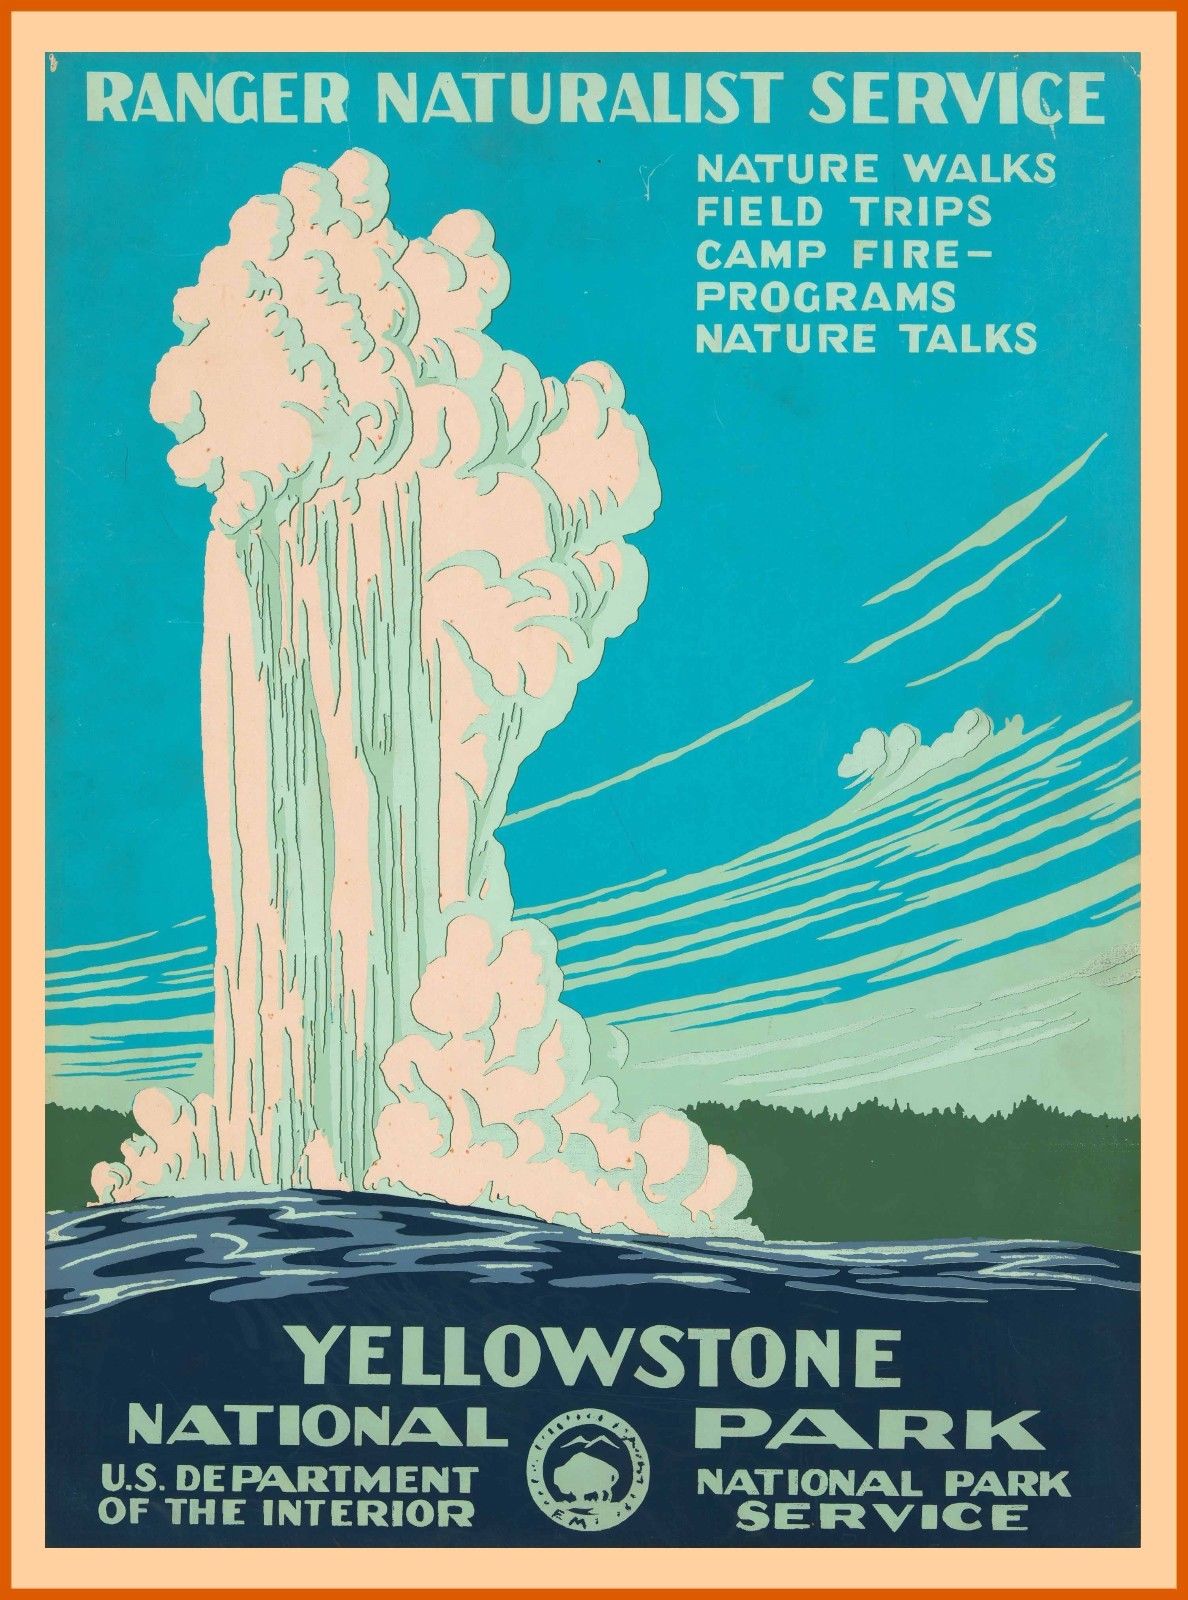 RANGER NATURALIST SERVICE
NATURE WALKS
FIELD TRIPS
CAMP FIRE-
PROGRAMS
NATURE TALKS
YELLOWSTONE
NATIONAL PARK
U.S. DEPARTMENT
OF THE INTERIOR
NATIONAL PARK
SERVICE